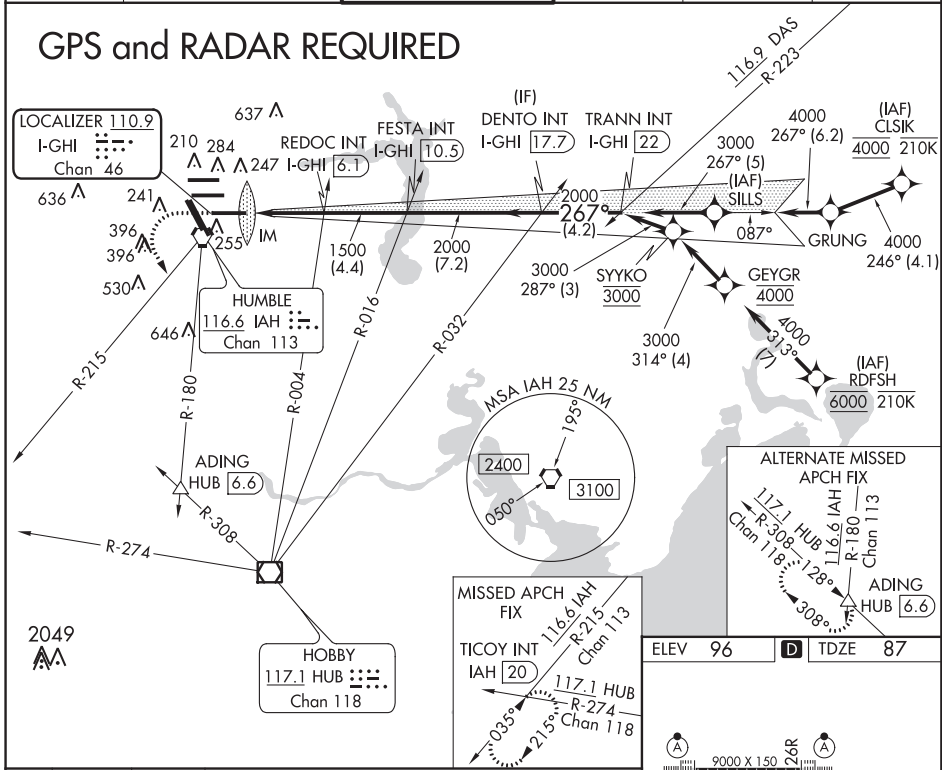 GPS and RADAR REQUIRED
116.9 DAS
R-223
LOCALIZER 110.9
I-GHI
Chan 46
637
210
284
247
636
241
396
396
255
530
646
IM
REDOC INT
I-GHI 6.1
FESTA INT
I-GHI 10.5
(IF)
DENTO INT
I-GHI 17.7
TRANN INT
I-GHI 22
3000
267° (5)
(IAF)
SILLS
4000
267° (6.2)
(IAF)
CLSIK
4000 210K
2000
267°
(4.2)
1500
(4.4)
2000
(7.2)
087°
GRUNG
4000
246° (4.1)
3000
287° (3)
SYYKO
3000
GEYGR
4000
3000
314° (4)
4000
313°
(7)
(IAF)
RDFSH
6000 210K
HUMBLE
116.6 IAH
Chan 113
R-215
R-180
R-004
R-016
R-032
ADING
HUB 6.6
R-308
R-274
MSA IAH 25 NM
195°
2400
3100
050°
ALTERNATE MISSED
APCH FIX
117.1 HUB
R-308
Chan 118
116.6 IAH
R-180
Chan 113
128°
308°
ADING
HUB 6.6
2049
HOBBY
117.1 HUB
Chan 118
MISSED APCH
FIX
116.6 IAH
R-215
Chan 113
TICOY INT
IAH 20
117.1 HUB
R-274
Chan 118
035°
215°
ELEV 96
D
TDZE 87
A
9000 X 150
26R
A